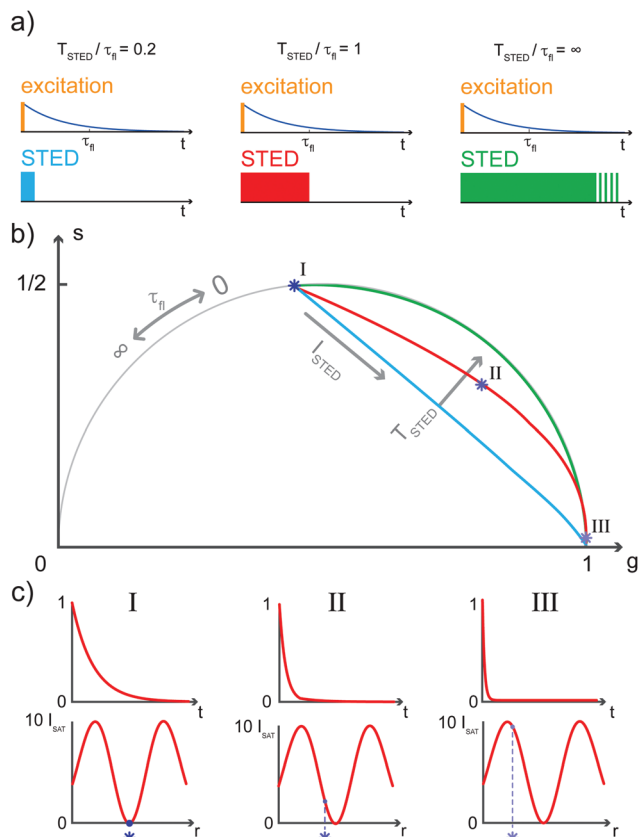 a)
T_STED / τ_fl = 0.2
T_STED / τ_fl = 1
T_STED / τ_fl = ∞
excitation
excitation
excitation
t
t
t
τ_fl
τ_fl
τ_fl
STED
STED
STED
t
t
t
b)
s
1/2
I
0
τ_fl
∞
I_STED
II
T_STED
III
0
1
g
c)
I
II
III
1
1
1
0
0
0
t
t
t
10 I_SAT
10 I_SAT
10 I_SAT
0
0
0
r
r
r